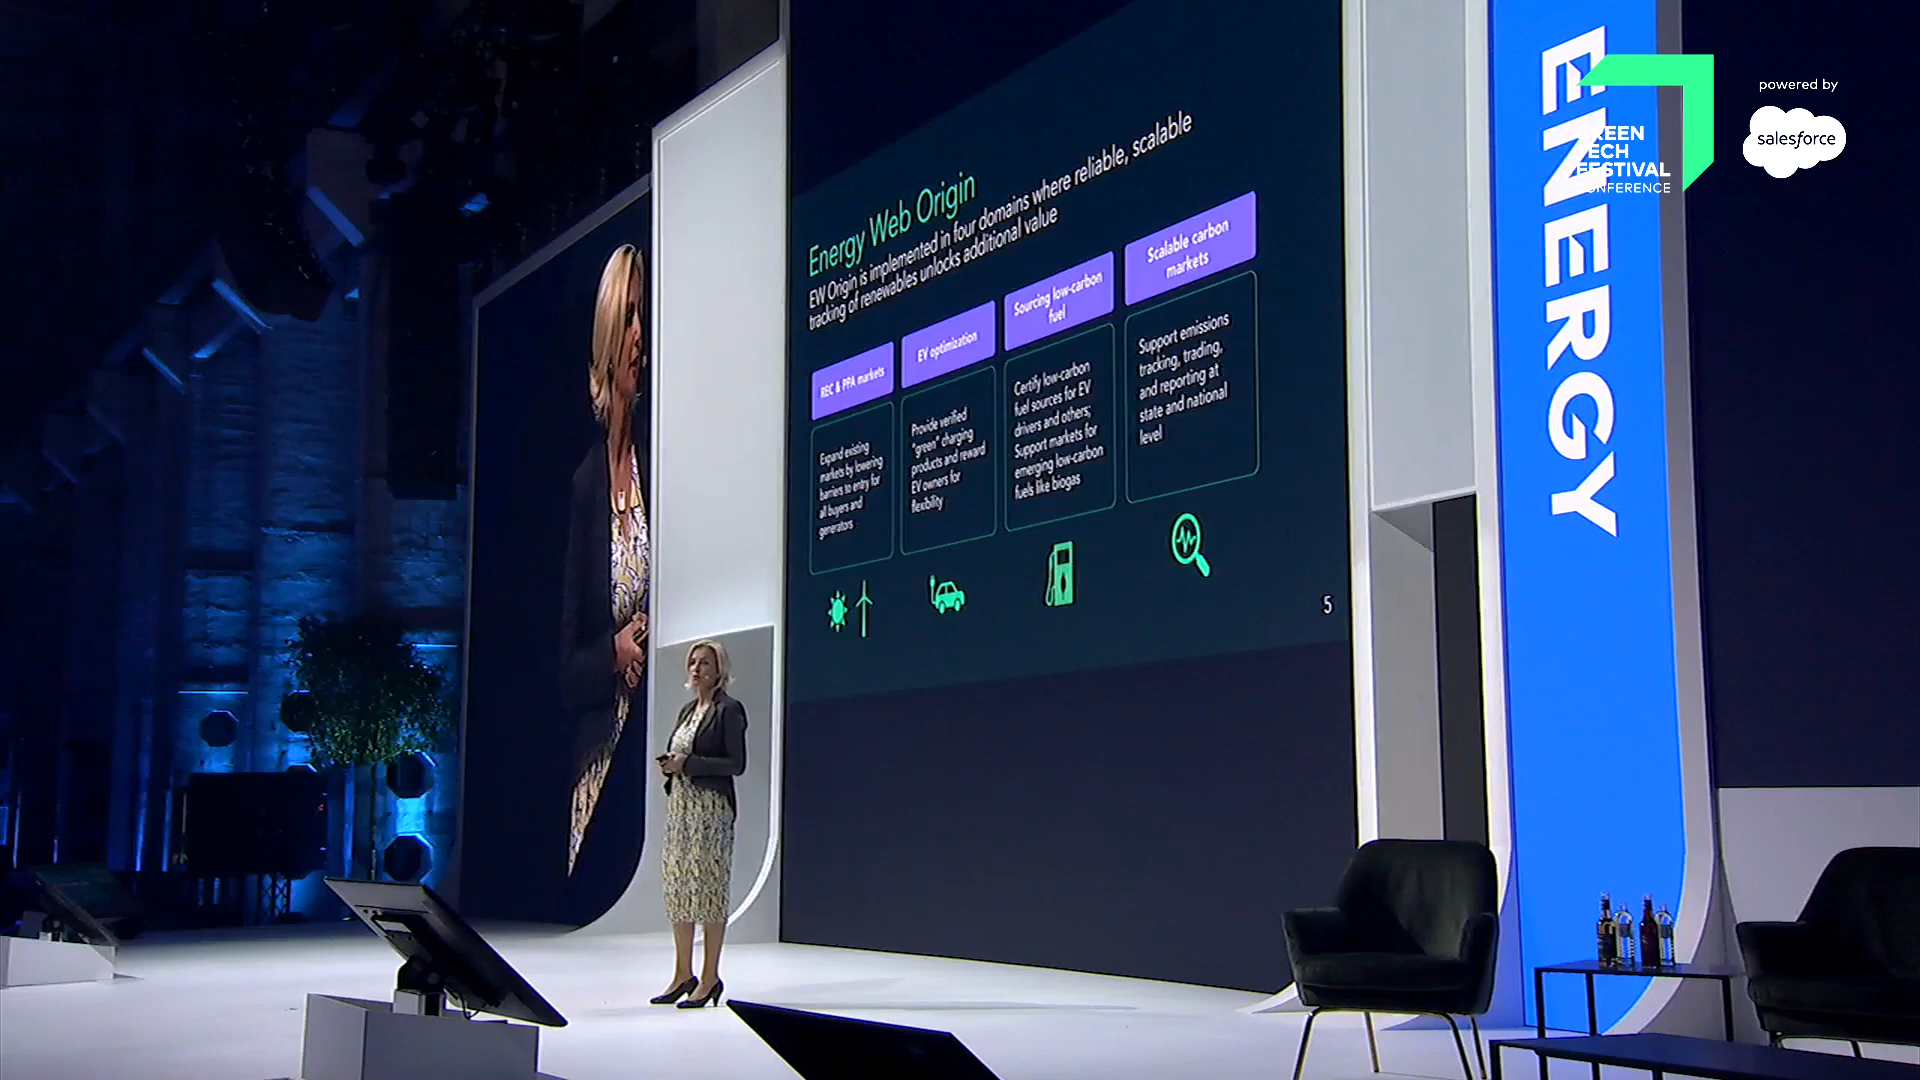 Energy Web Origin
EW Origin is implemented in four domains where reliable, scalable
tracking of renewables unlocks additional value
REC & PPA markets
Expand existing
markets by lowering
barriers to entry for
all buyers and
generators
EV optimization
Provide verified
"green" charging
products and reward
EV owners for
flexibility
Sourcing low-carbon
fuel
Certify low-carbon
fuel sources for EV
drivers and others;
Support markets for
emerging low-carbon
fuels like biogas
Scalable carbon
markets
Support emissions
tracking, trading,
and reporting at
state and national
level
5
ENERGY
GREEN
TECH
FESTIVAL
CONFERENCE
powered by
salesforce